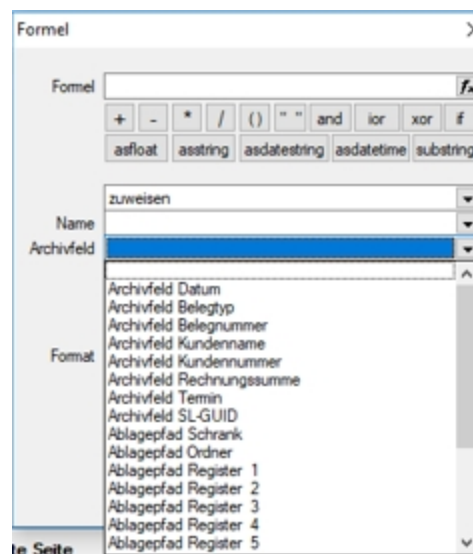 Formel
Formel
+ - * / () " " and ior xor if
asfloat asstring asdatestring asdatetime substring
zuweisen
Name
Archivfeld
Archivfeld Datum
Archivfeld Belegtyp
Archivfeld Belegnummer
Archivfeld Kundenname
Format
Archivfeld Kundennummer
Archivfeld Rechnungssumme
Archivfeld Termin
Archivfeld SL-GUID
Ablagepfad Schrank
Ablagepfad Ordner
Ablagepfad Register 1
Ablagepfad Register 2
Ablagepfad Register 3
Ablagepfad Register 4
te Seite
Ablagepfad Register 5